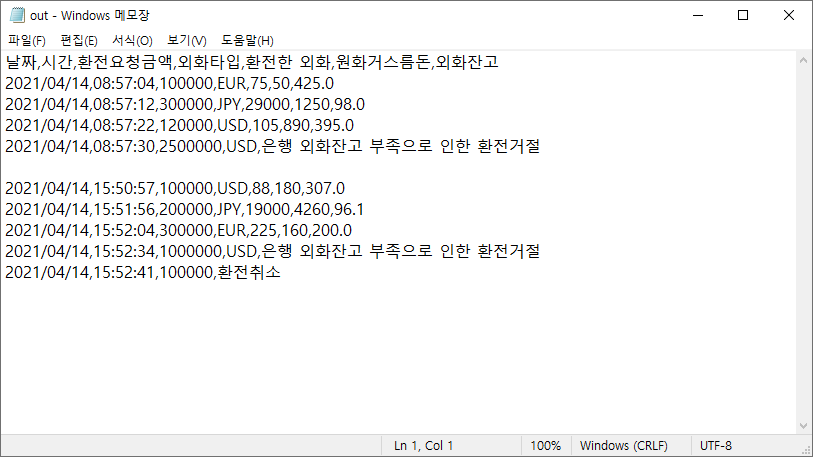 out - Windows 메모장
파일(F) 편집(E) 서식(O) 보기(V) 도움말(H)
날짜,시간,환전요청금액,외화타입,환전한 외화,원화거스름돈,외화잔고
2021/04/14,08:57:04,100000,EUR,75,50,425.0
2021/04/14,08:57:12,300000,JPY,29000,1250,98.0
2021/04/14,08:57:22,120000,USD,105,890,395.0
2021/04/14,08:57:30,2500000,USD,은행 외화잔고 부족으로 인한 환전거절
2021/04/14,15:50:57,100000,USD,88,180,307.0
2021/04/14,15:51:56,200000,JPY,19000,4260,96.1
2021/04/14,15:52:04,300000,EUR,225,160,200.0
2021/04/14,15:52:34,1000000,USD,은행 외화잔고 부족으로 인한 환전거절
2021/04/14,15:52:41,100000,환전취소
Ln 1, Col 1 100% Windows (CRLF) UTF-8